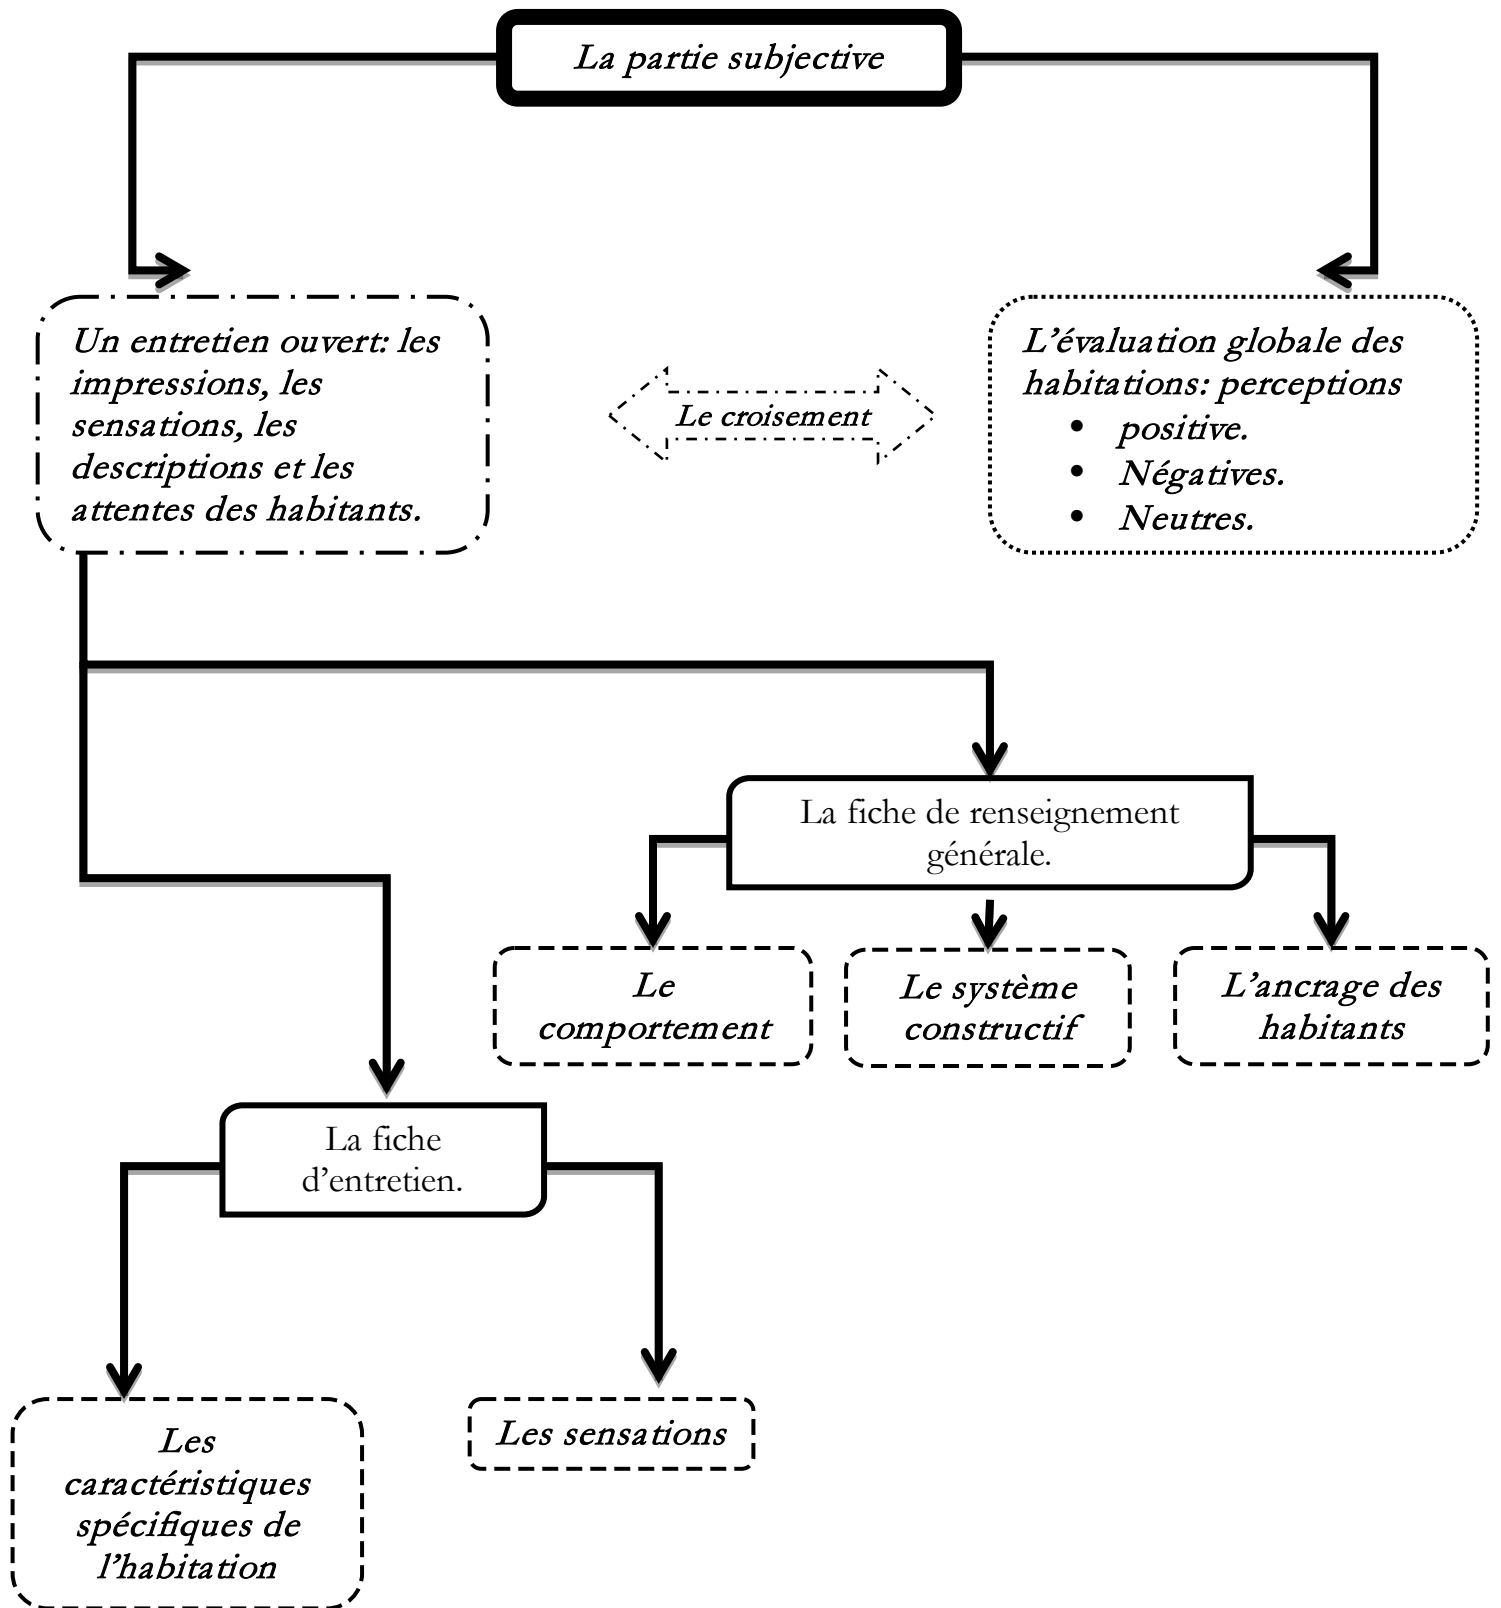 La partie subjective
Un entretien ouvert: les
impressions, les
sensations, les
descriptions et les
attentes des habitants.
Le croisement
L’évaluation globale des
habitations: perceptions
• positive.
• Négatives.
• Neutres.
La fiche de renseignement
générale.
Le
comportement
Le système
constructif
L’ancrage des
habitants
La fiche
d’entretien.
Les
caractéristiques
spécifiques de
l’habitation
Les sensations